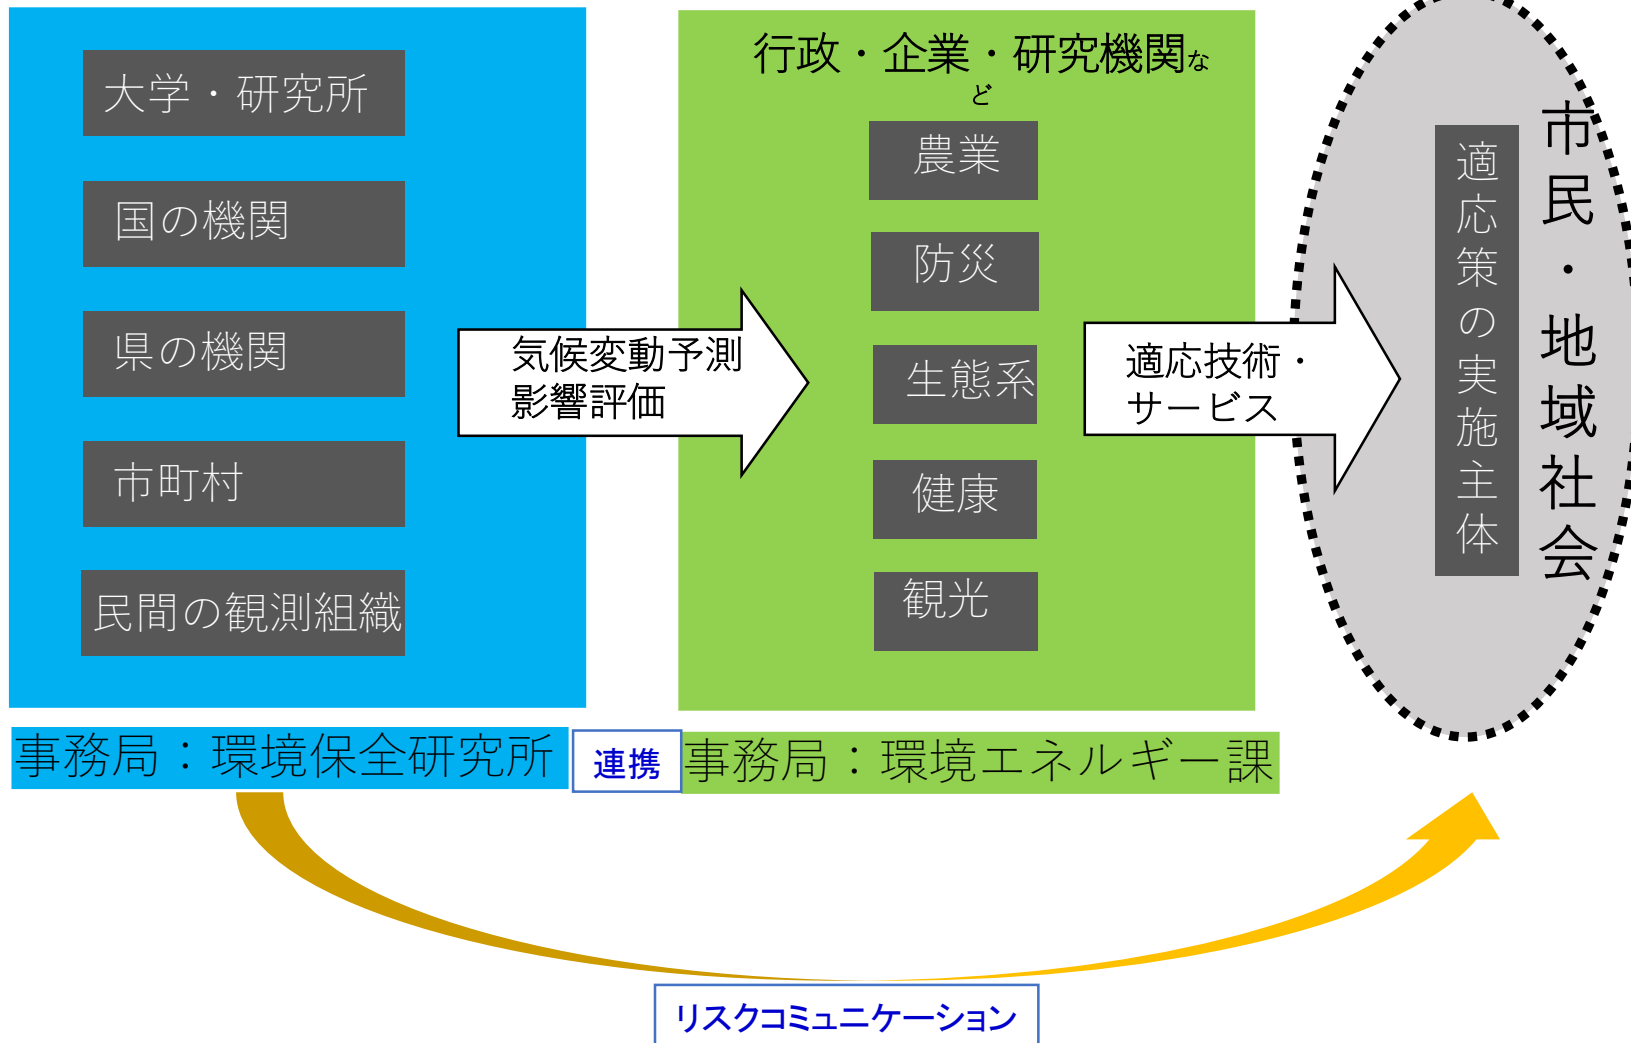 大学・研究所
国の機関
県の機関
市町村
民間の観測組織
気候変動予測
影響評価
行政・企業・研究機関な
ど
農業
防災
生態系
健康
観光
適応技術・
サービス
適応策の実施主体
市民・地域社会
事務局：環境保全研究所
連携
事務局：環境エネルギー課
リスクコミュニケーション